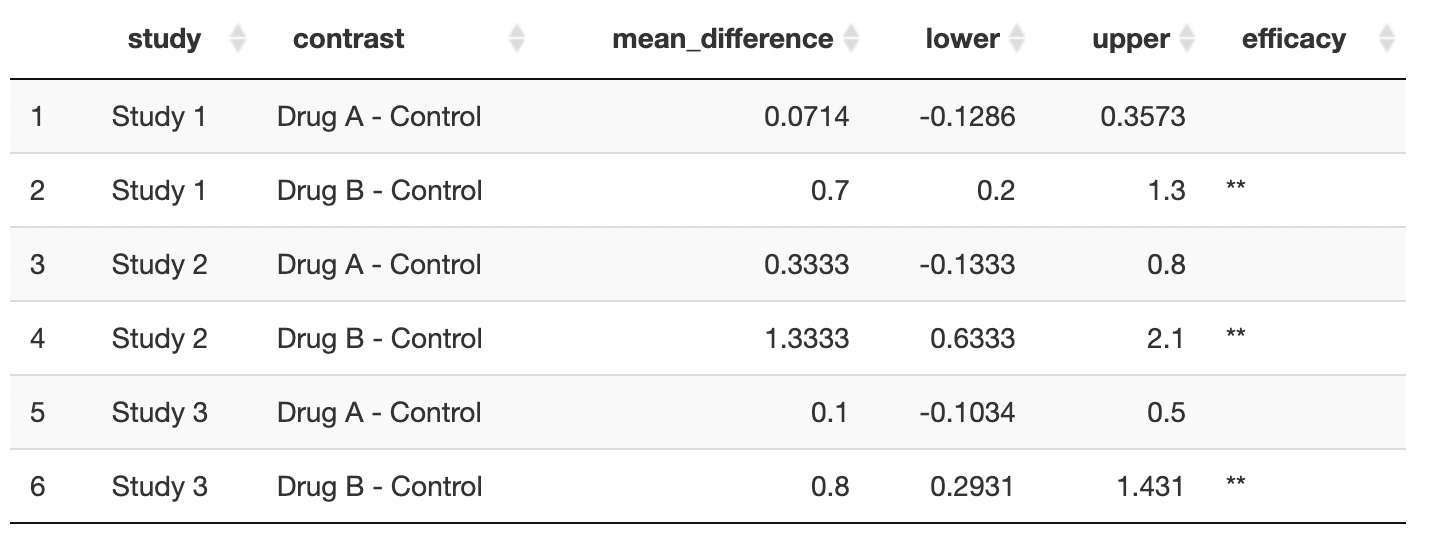 study contrast mean_difference lower upper efficacy
1 Study 1 Drug A - Control 0.0714 -0.1286 0.3573
2 Study 1 Drug B - Control 0.7 0.2 1.3 **
3 Study 2 Drug A - Control 0.3333 -0.1333 0.8
4 Study 2 Drug B - Control 1.3333 0.6333 2.1 **
5 Study 3 Drug A - Control 0.1 -0.1034 0.5
6 Study 3 Drug B - Control 0.8 0.2931 1.431 **